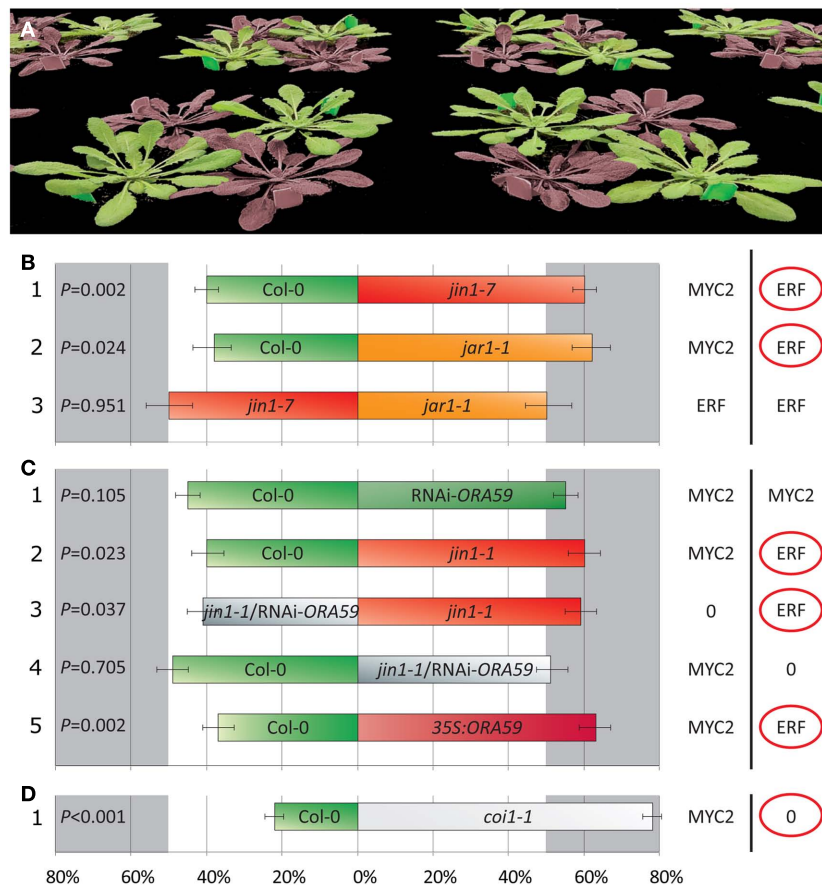 A
B
1 P=0.002 Col-0 jin1-7 MYC2 ERF
2 P=0.024 Col-0 jar1-1 MYC2 ERF
3 P=0.951 jin1-7 jar1-1 ERF ERF
C
1 P=0.105 Col-0 RNAi-ORA59 MYC2 MYC2
2 P=0.023 Col-0 jin1-1 MYC2 ERF
3 P=0.037 jin1-1/RNAi-ORA59 jin1-1 0 ERF
4 P=0.705 Col-0 jin1-1/RNAi-ORA59 MYC2 0
5 P=0.002 Col-0 35S:ORA59 MYC2 ERF
D
1 P<0.001 Col-0 coi1-1 MYC2 0
80% 60% 40% 20% 0% 20% 40% 60% 80%